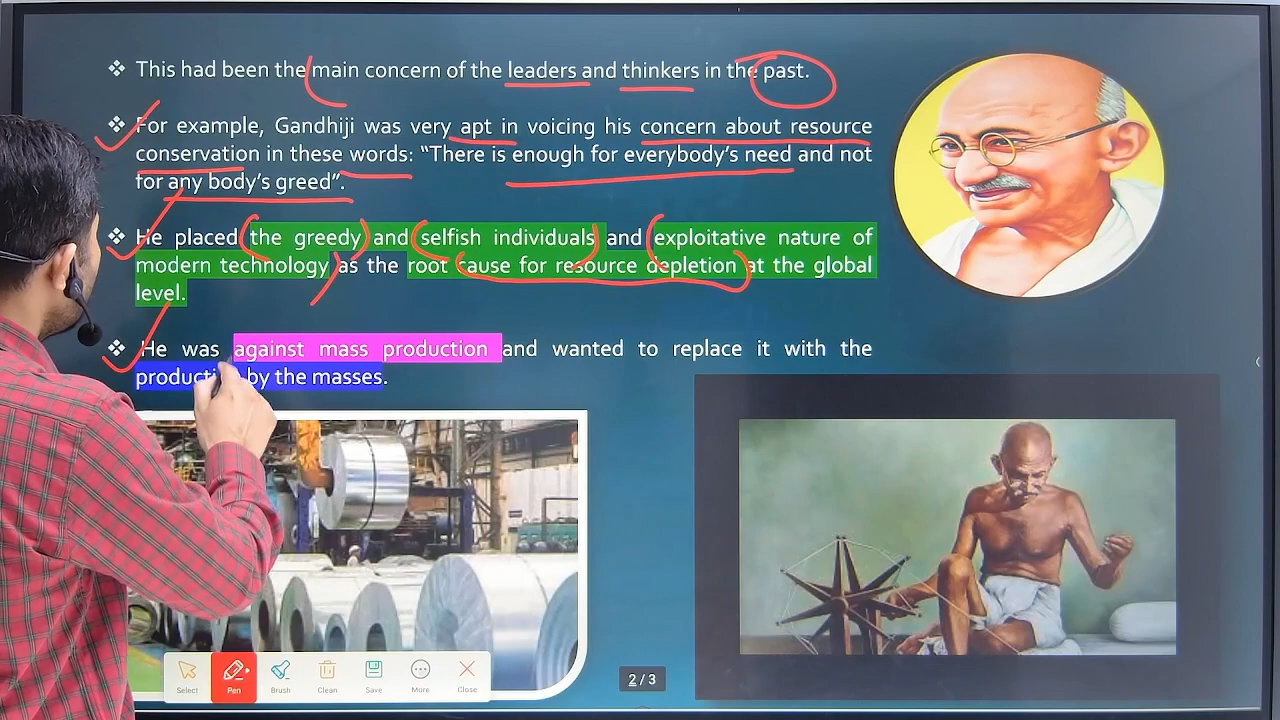 ❖ This had been the main concern of the leaders and thinkers in the past.
❖ For example, Gandhiji was very apt in voicing his concern about resource
conservation in these words: “There is enough for everybody’s need and not
for any body’s greed”.
❖ He placed the greedy and selfish individuals and exploitative nature of
modern technology as the root cause for resource depletion at the global
level.
❖ He was against mass production and wanted to replace it with the
production by the masses.
Select Pen Brush Clean Save More Close
2 / 3